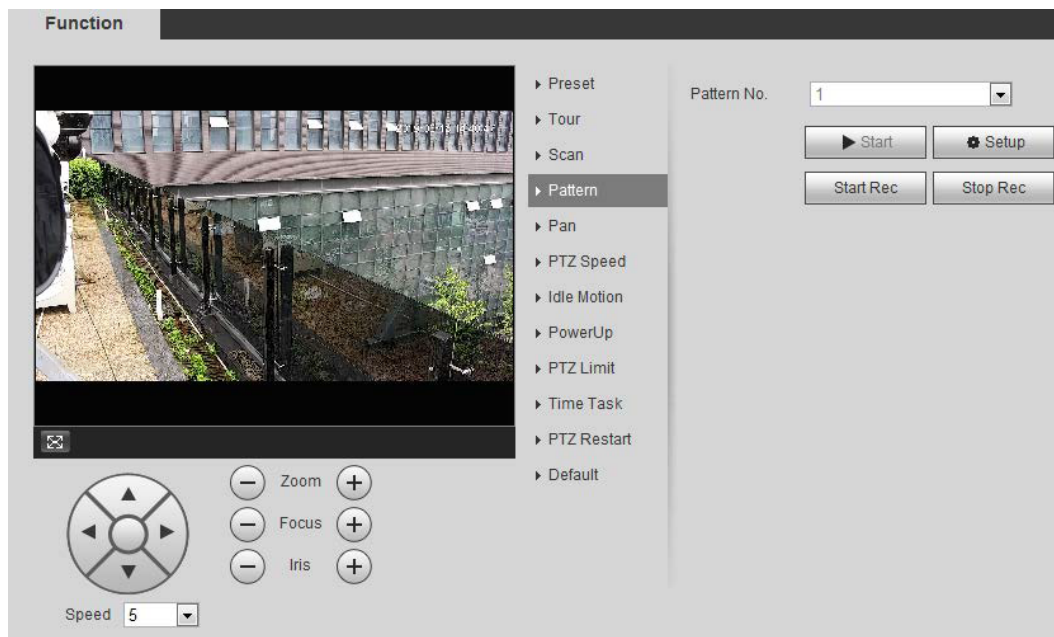 Function
Preset
Tour
Scan
Pattern
Pan
PTZ Speed
Idle Motion
PowerUp
PTZ Limit
Time Task
PTZ Restart
Default
Pattern No. 1
Start Setup
Start Rec Stop Rec
Zoom
Focus
Iris
Speed 5